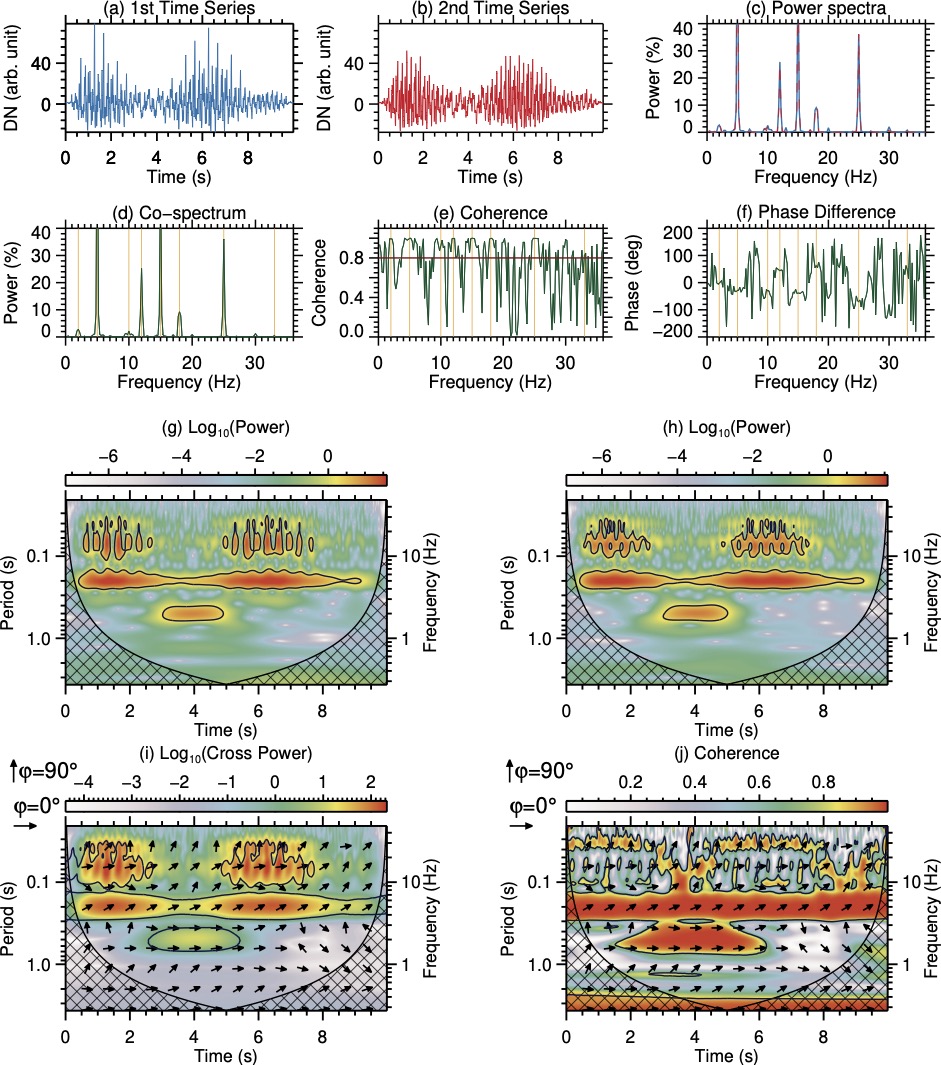 (a) 1st Time Series
DN (arb. unit)
40
0
0 2 4 6 8
Time (s)
(b) 2nd Time Series
DN (arb. unit)
40
0
0 2 4 6 8
Time (s)
(c) Power spectra
Power (%)
40
30
20
10
0
0 10 20 30
Frequency (Hz)
(d) Co−spectrum
Power (%)
40
30
20
10
0
0 10 20 30
Frequency (Hz)
(e) Coherence
Coherence
0.8
0.4
0.0
0 10 20 30
Frequency (Hz)
(f) Phase Difference
Phase (deg)
200
100
0
−100
−200
0 10 20 30
Frequency (Hz)
(g) Log₁₀(Power)
−6 −4 −2 0
Period (s)
0.1
1.0
10
1
Frequency (Hz)
0 2 4 6 8
Time (s)
(h) Log₁₀(Power)
−6 −4 −2 0
Period (s)
0.1
1.0
10
1
Frequency (Hz)
0 2 4 6 8
Time (s)
(i) Log₁₀(Cross Power)
φ=90°
−4 −3 −2 −1 0 1 2
φ=0°
Period (s)
0.1
1.0
10
1
Frequency (Hz)
0 2 4 6 8
Time (s)
(j) Coherence
φ=90°
0.2 0.4 0.6 0.8
φ=0°
Period (s)
0.1
1.0
10
1
Frequency (Hz)
0 2 4 6 8
Time (s)